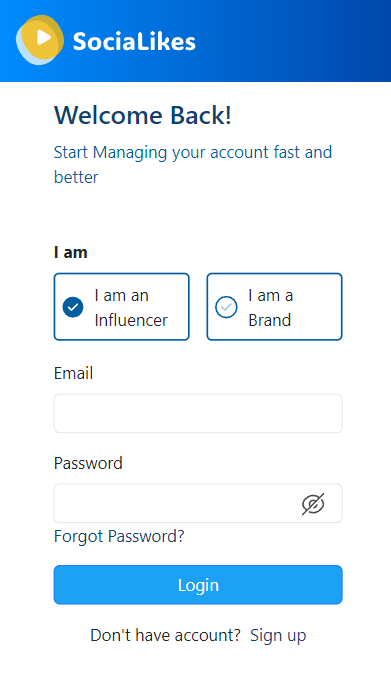 SociaLikes
Welcome Back!
Start Managing your account fast and
better
I am
I am an
Influencer
I am a
Brand
Email
Password
Forgot Password?
Login
Don't have account? Sign up